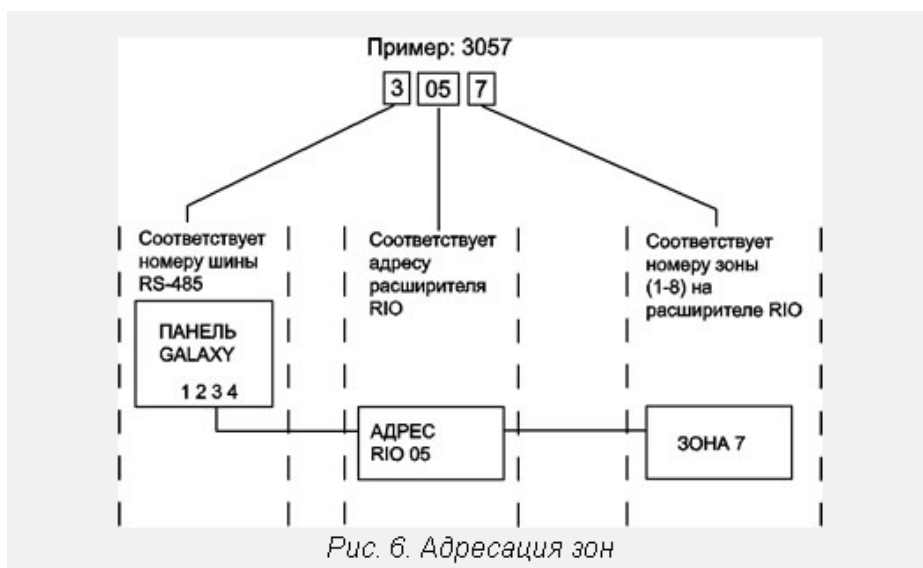 Пример: 3057
3 05 7
Соответствует
номеру шины
RS-485
Соответствует
адресу
расширителя
RIO
Соответствует
номеру зоны
(1-8) на
расширителе RIO
ПАНЕЛЬ
GALAXY
1 2 3 4
АДРЕС
RIO 05
ЗОНА 7
Рис. 6. Адресация зон